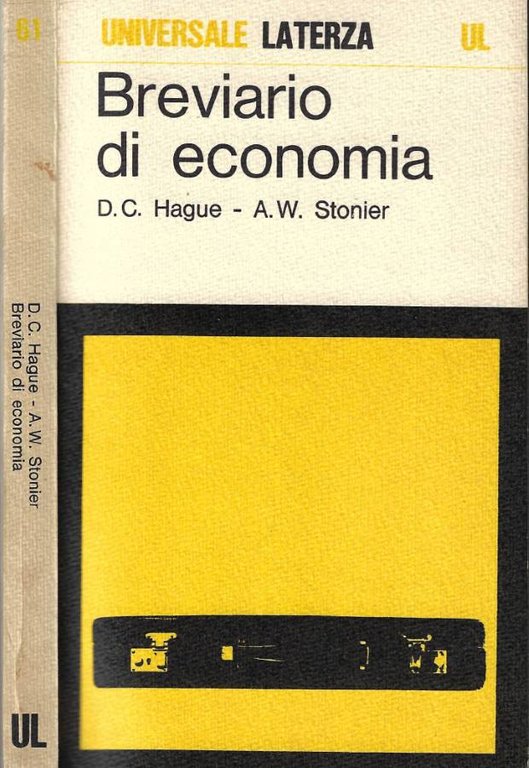 61
UNIVERSALE LATERZA UL
Breviario
di economia
D.C. Hague - A.W. Stonier
D.C. Hague - A.W. Stonier
Breviario di economia
UL